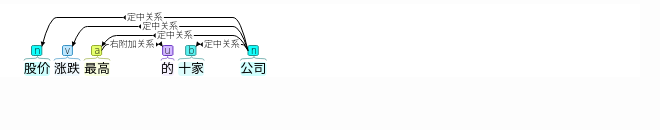 定中关系
定中关系
定中关系
右附加关系 定中关系
n v a u b n
股价 涨跌 最高 的 十家 公司